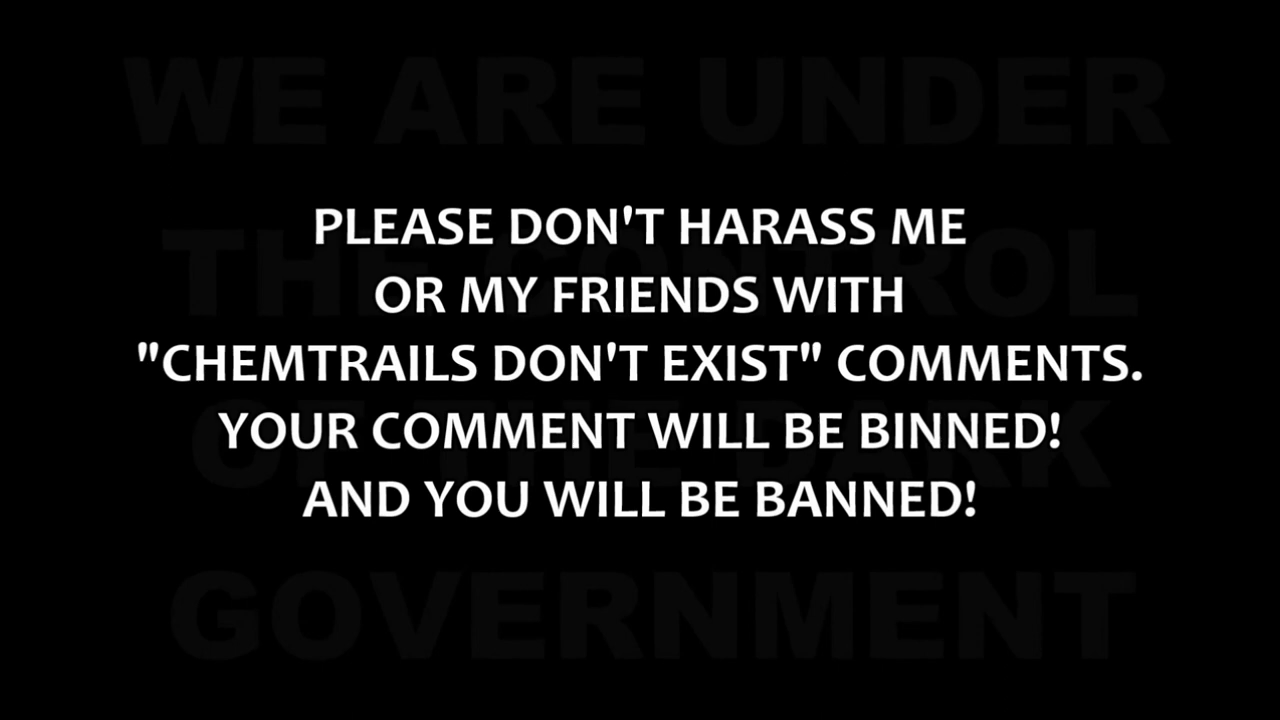 WE ARE UNDER
THE CONTROL
OF THE DARK
GOVERNMENT
PLEASE DON'T HARASS ME
OR MY FRIENDS WITH
"CHEMTRAILS DON'T EXIST" COMMENTS.
YOUR COMMENT WILL BE BINNED!
AND YOU WILL BE BANNED!